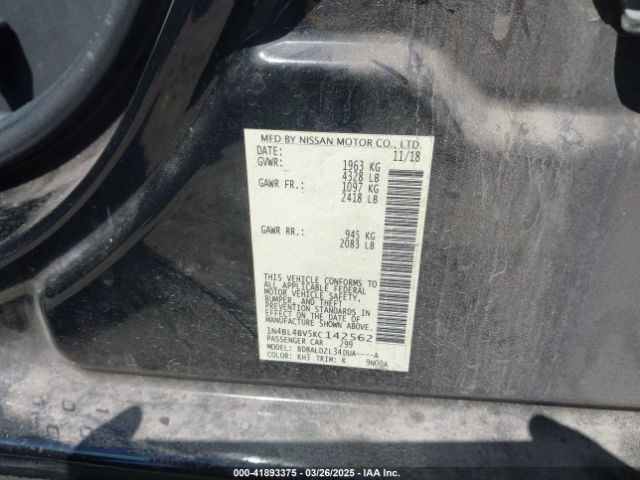 MFD BY NISSAN MOTOR CO., LTD.
DATE: 11/18
GVWR: 1963 KG
4328 LB
GAWR FR.: 1097 KG
2418 LB
GAWR RR.: 945 KG
2083 LB
THIS VEHICLE CONFORMS TO
ALL APPLICABLE FEDERAL
MOTOR VEHICLE SAFETY,
BUMPER, AND THEFT
PREVENTION STANDARDS IN
EFFECT ON THE DATE OF
MANUFACTURE SHOWN ABOVE.
1N4BL4BV5KC142562
PASSENGER CAR 299
MODEL: BDBALDZL34DUA----A
COLOR: KH3 TRIM: K 9N00A
000-41893375 - 03/26/2025 - IAA Inc.